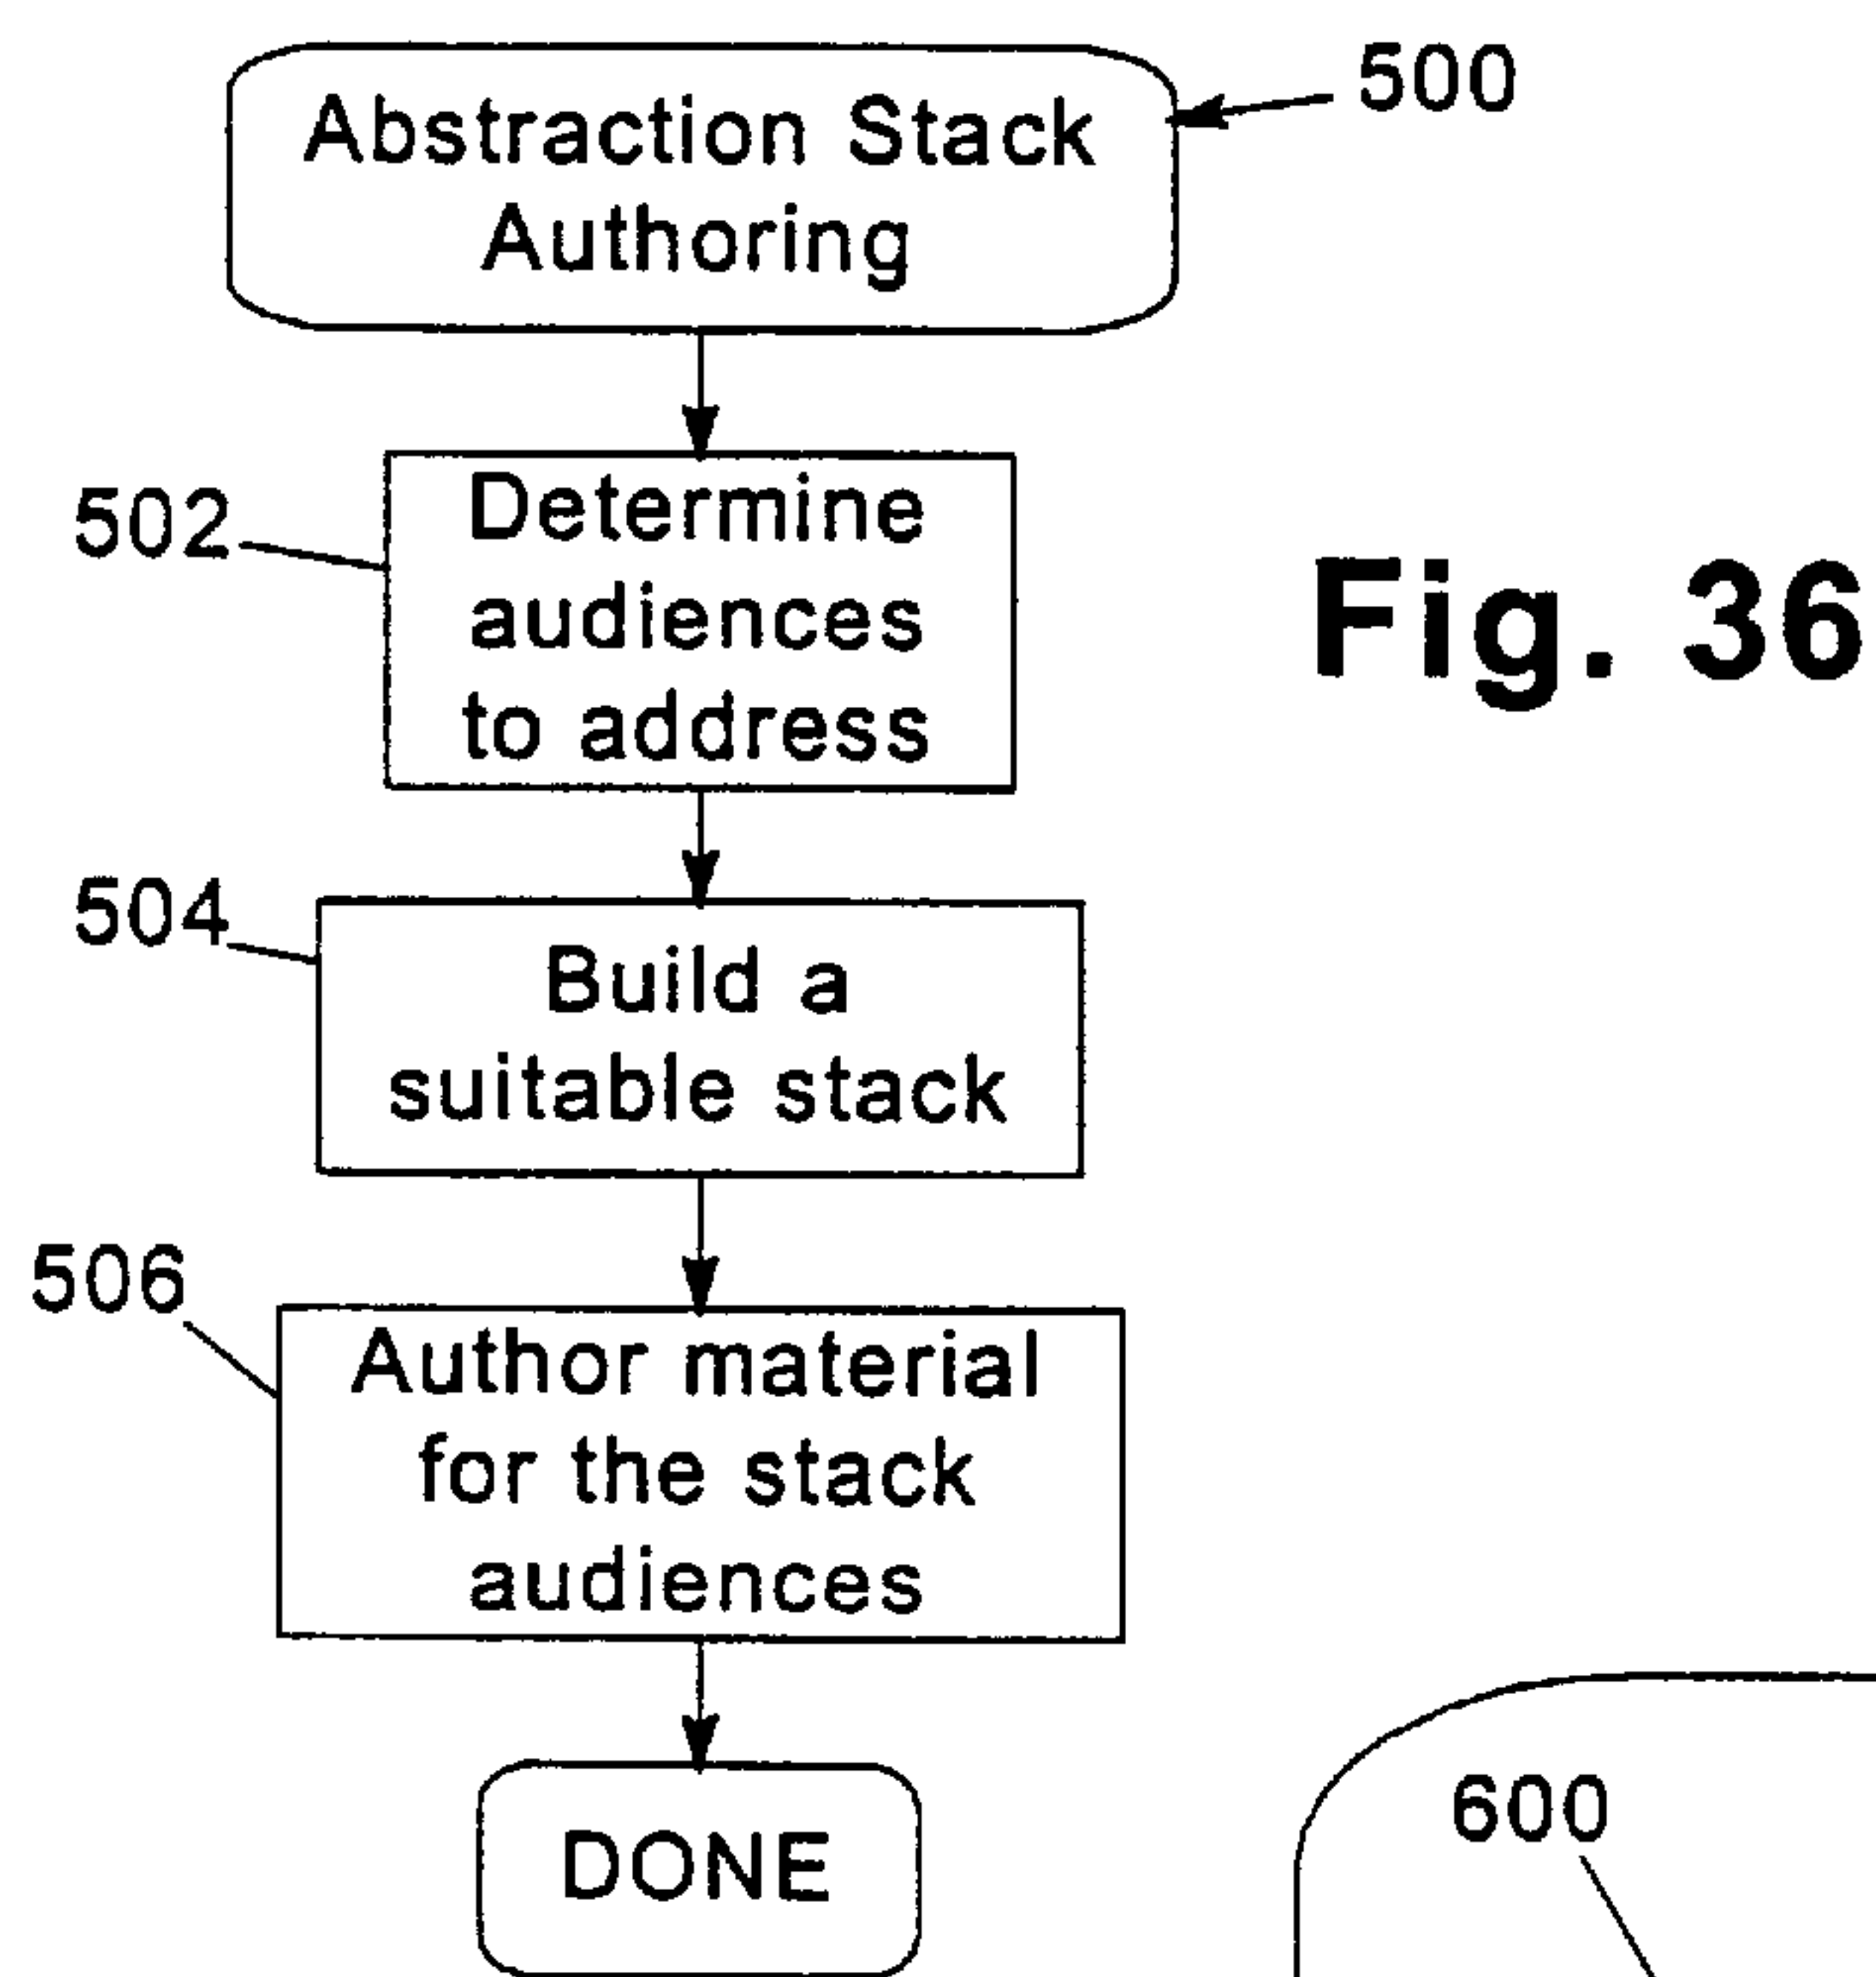 Abstraction Stack
Authoring
500
502
Determine
audiences
to address
Fig. 36
504
Build a
suitable stack
506
Author material
for the stack
audiences
DONE
600